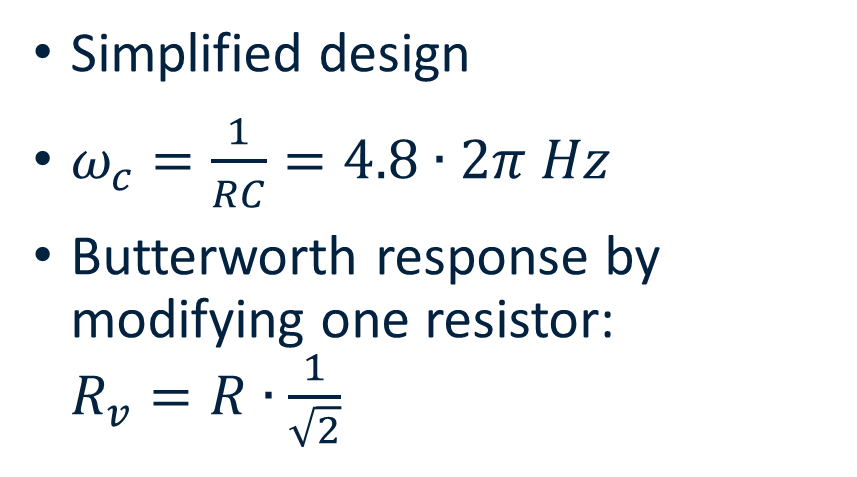 • Simplified design
• ω_c = 1/(RC) = 4.8 · 2π Hz
• Butterworth response by
modifying one resistor:
R_v = R · 1/√2